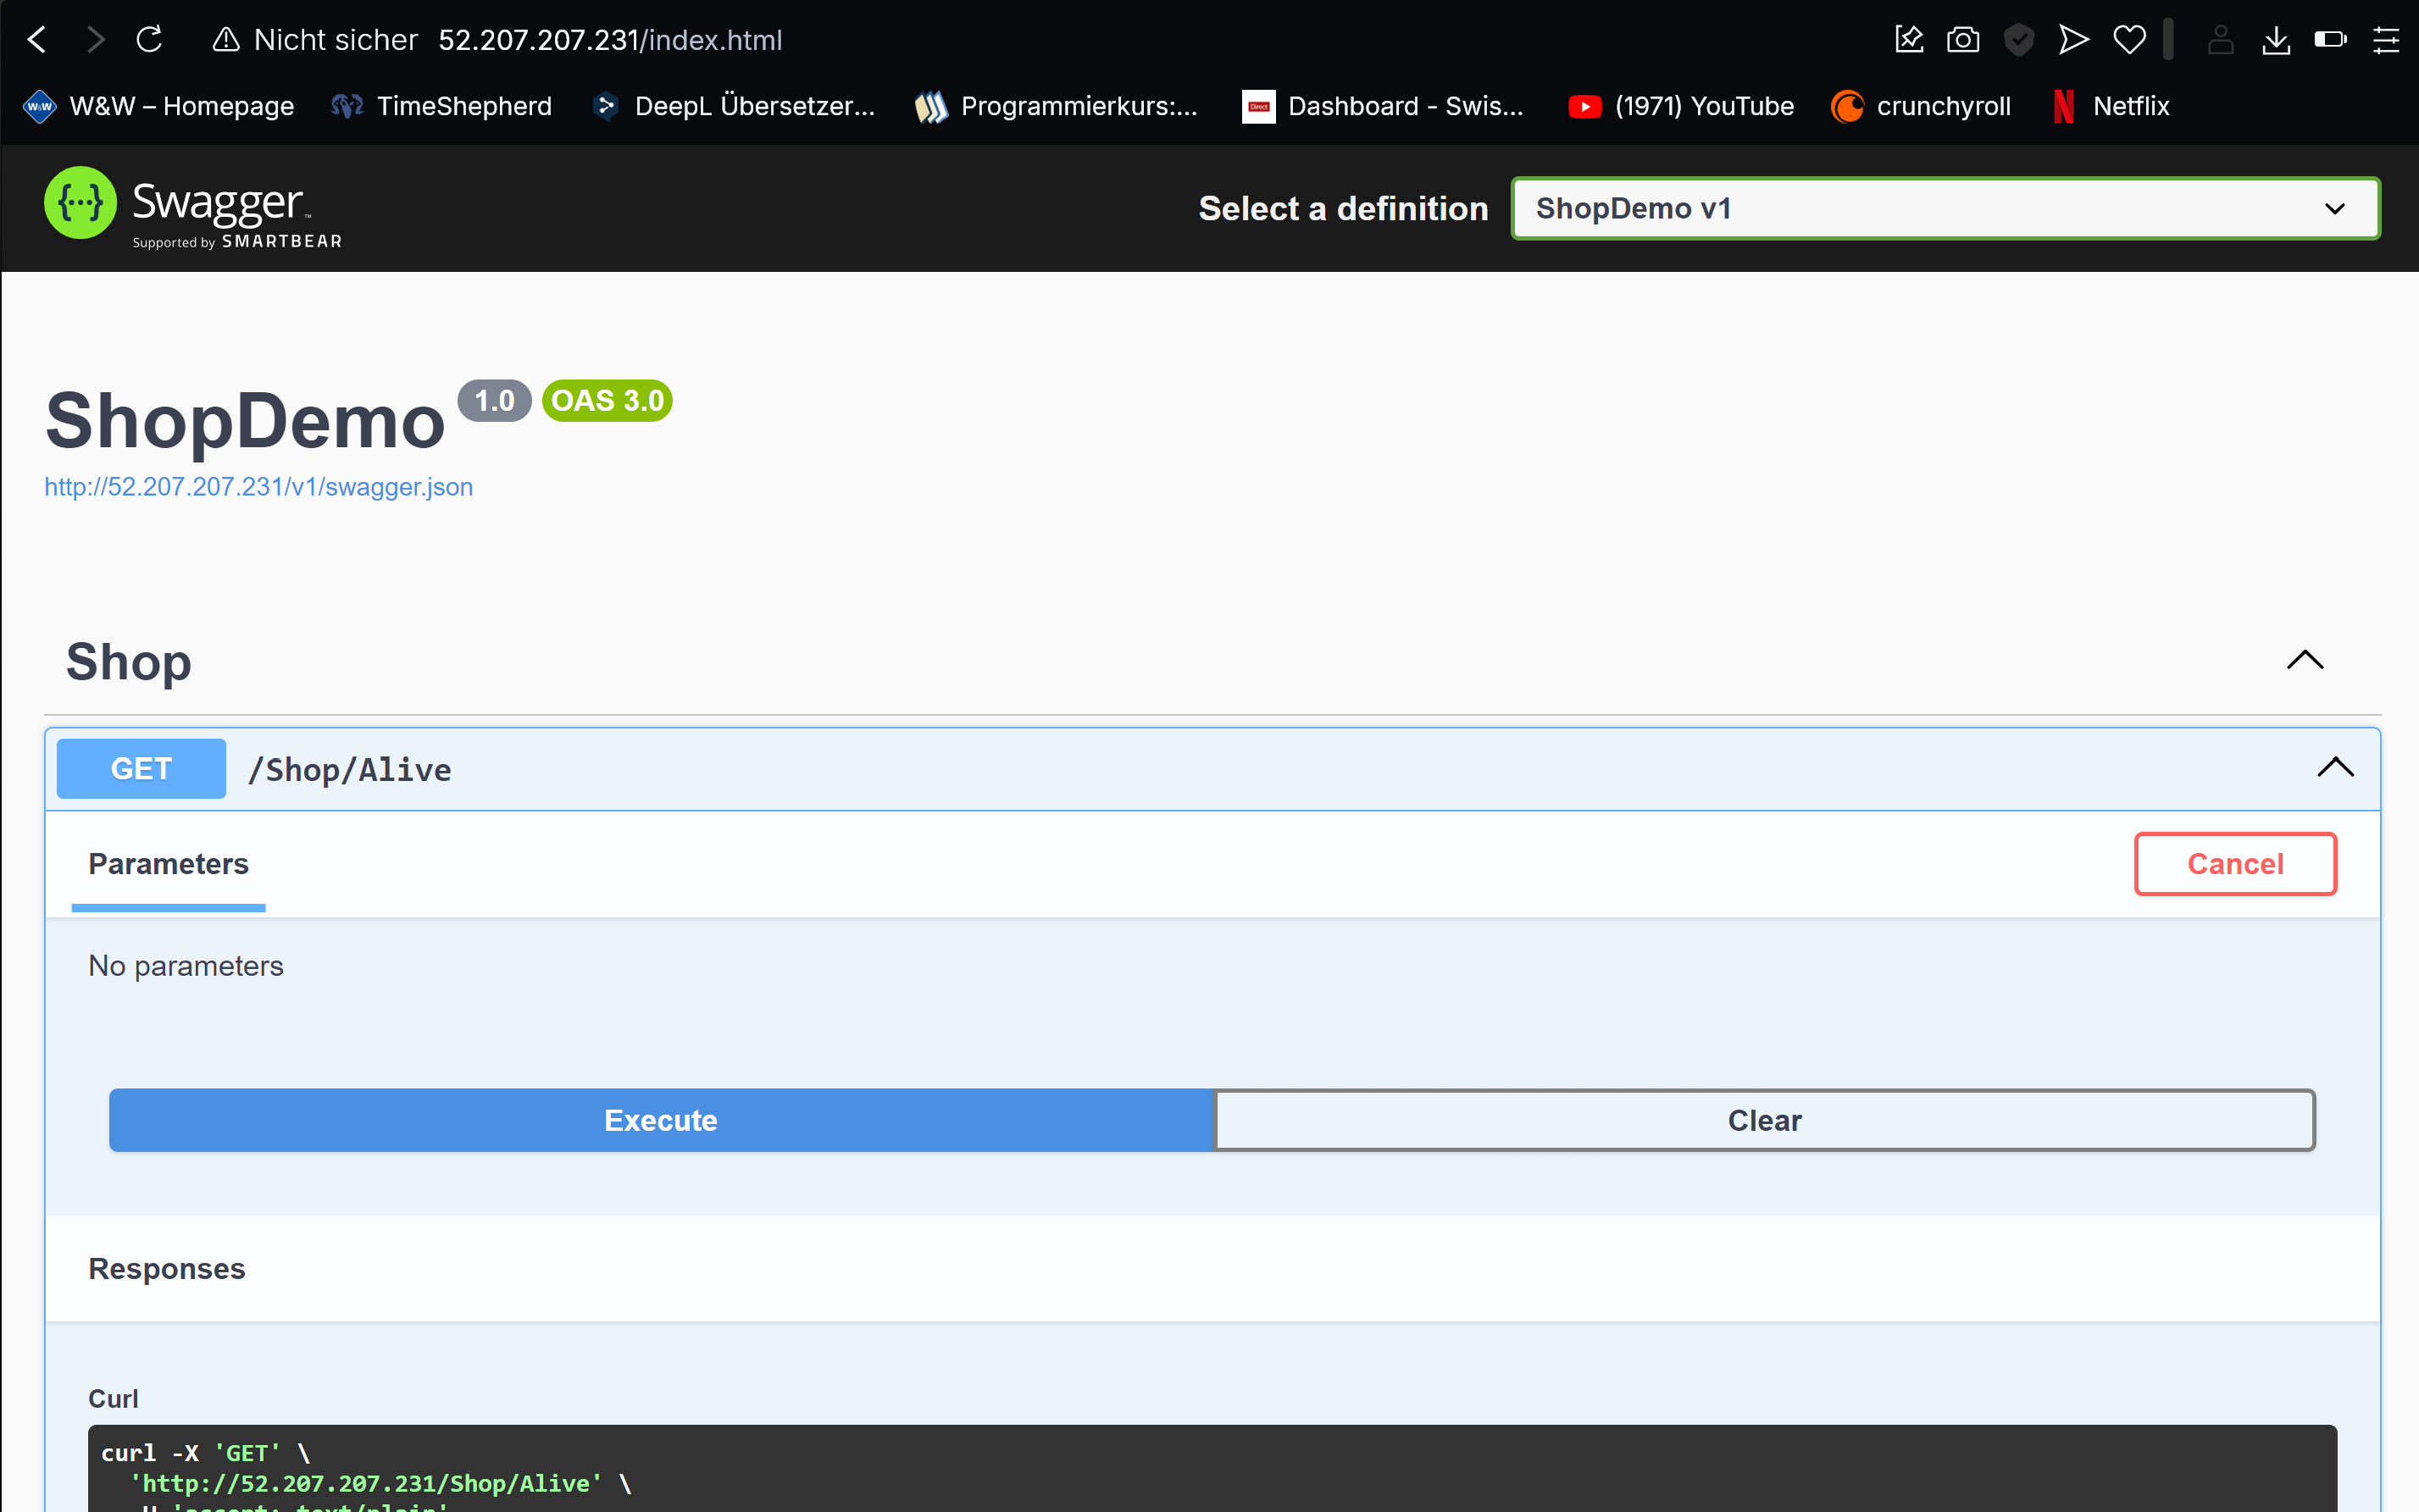 Nicht sicher 52.207.207.231/index.html
W&W – Homepage TimeShepherd DeepL Übersetzer... Programmierkurs:... Dashboard - Swis... (1971) YouTube crunchyroll Netflix
Swagger
Supported by SMARTBEAR
Select a definition ShopDemo v1
ShopDemo 1.0 OAS 3.0
http://52.207.207.231/v1/swagger.json
Shop
GET /Shop/Alive
Parameters Cancel
No parameters
Execute Clear
Responses
Curl
curl -X 'GET' \
'http://52.207.207.231/Shop/Alive' \
-H 'accept: text/plain'